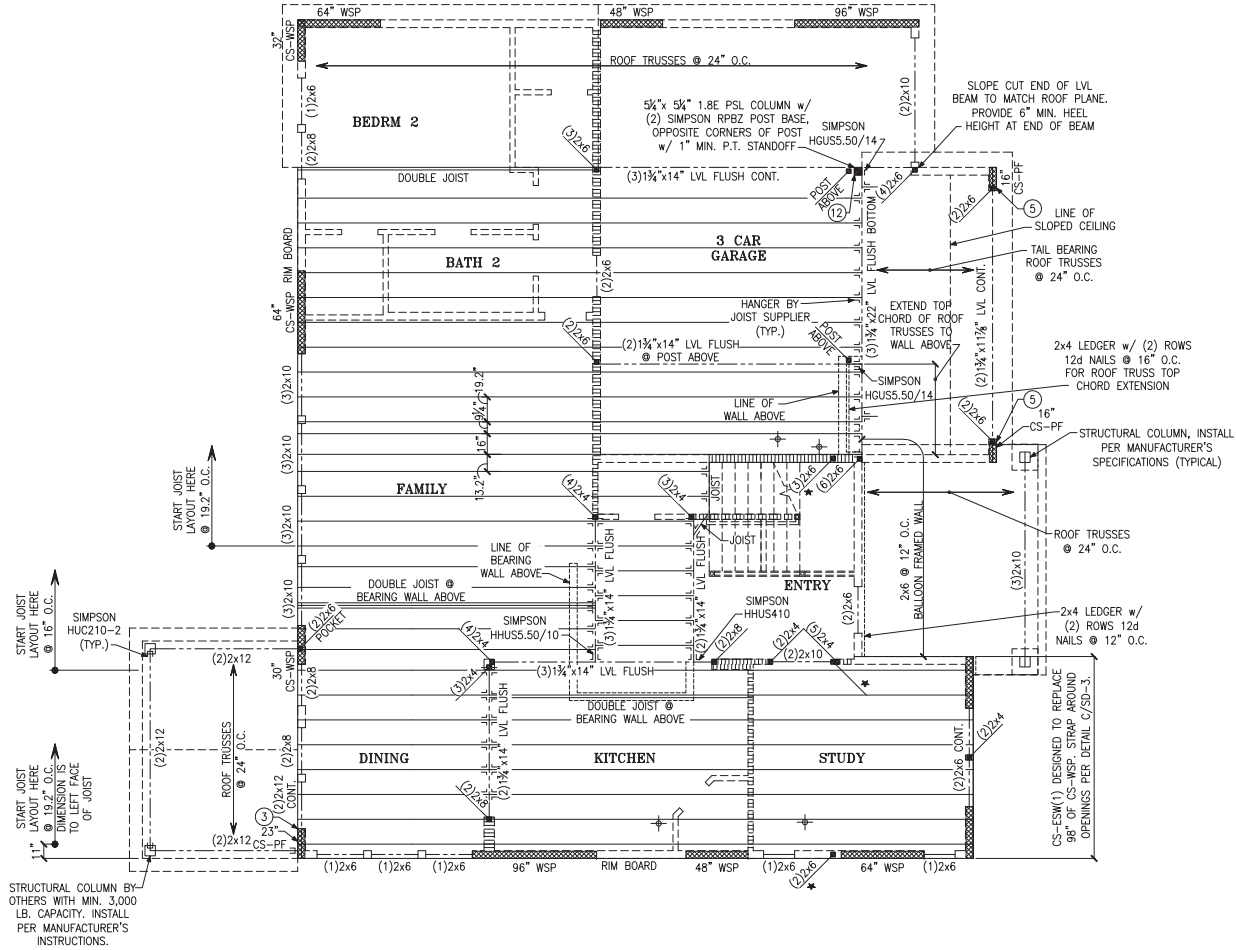 64" WSP
48" WSP
96" WSP
32"
CS-WSP
ROOF TRUSSES @ 24" O.C.
(1)2x6
(2)2x8
BEDRM 2
(3)2x6
5¼"x 5¼" 1.8E PSL COLUMN w/
(2) SIMPSON RPBZ POST BASE,
OPPOSITE CORNERS OF POST
w/ 1" MIN. P.T. STANDOFF
SIMPSON
HGUS5.50/14
(2)2x10
SLOPE CUT END OF LVL
BEAM TO MATCH ROOF PLANE.
PROVIDE 6" MIN. HEEL
HEIGHT AT END OF BEAM
DOUBLE JOIST
(3)1¾"x14" LVL FLUSH CONT.
POST
ABOVE
12
(4)2x6
(2)2x6
16"
CS-PF
5
LINE OF
SLOPED CEILING
RIM BOARD
BATH 2
3 CAR
GARAGE
(2)2x6
TAIL BEARING
ROOF TRUSSES
@ 24" O.C.
64"
CS-WSP
HANGER BY
JOIST SUPPLIER
(TYP.)
(3)1¾"x22" LVL FLUSH BOTTOM
EXTEND TOP
CHORD OF ROOF
TRUSSES TO
WALL ABOVE
(2)1¾"x11⅞" LVL CONT.
(2)2x6
(2)1¾"x14" LVL FLUSH
@ POST ABOVE
POST
ABOVE
2x4 LEDGER w/ (2) ROWS
12d NAILS @ 16" O.C.
FOR ROOF TRUSS TOP
CHORD EXTENSION
SIMPSON
HGUS5.50/14
(3)2x10
19.2"
9¼"
16"
13.2"
LINE OF
WALL ABOVE
(2)2x6
5
16"
CS-PF
STRUCTURAL COLUMN, INSTALL
PER MANUFACTURER'S
SPECIFICATIONS (TYPICAL)
(3)2x10
START JOIST
LAYOUT HERE
@ 19.2" O.C.
FAMILY
(4)2x4
(3)2x4
JOIST
(3)2x6
(6)2x6
(3)2x10
LINE OF
BEARING
WALL ABOVE
JOIST
2x6 @ 12" O.C.
BALLOON FRAMED WALL
ROOF TRUSSES
@ 24" O.C.
(3)2x10
START JOIST
LAYOUT HERE
@ 16" O.C.
SIMPSON
HUC210-2
(TYP.)
(3)2x10
DOUBLE JOIST @
BEARING WALL ABOVE
SIMPSON
HHUS5.50/10
(3)1¾"x14" LVL FLUSH
(2)1¾"x14" LVL FLUSH
ENTRY
SIMPSON
HHUS410
(2)2x6
2x4 LEDGER w/
(2) ROWS 12d
NAILS @ 12" O.C.
(2)2x6
POCKET
(2)2x12
30"
CS-WSP
(2)2x8
(4)2x4
(3)2x4
(3)1¾"x14" LVL FLUSH
(2)2x8
(2)2x4
(5)2x4
(2)2x10
DOUBLE JOIST @
BEARING WALL ABOVE
START JOIST
LAYOUT HERE
@ 19.2" O.C.
DIMENSION IS
TO LEFT FACE
OF JOIST
11"
(2)2x12
ROOF TRUSSES
@ 24" O.C.
(2)2x8
(2)2x12
CONT.
DINING
(2)1¾"x14" LVL FLUSH
KITCHEN
STUDY
(2)2x6 CONT.
(2)2x4
CS-ESW(1) DESIGNED TO REPLACE
98" OF CS-WSP. STRAP AROUND
OPENINGS PER DETAIL C/SD-3.
3
23"
CS-PF
(2)2x12
(2)2x8
(1)2x6
(1)2x6
(1)2x6
96" WSP
RIM BOARD
48" WSP
(1)2x6
(2)2x6
64" WSP
(1)2x6
STRUCTURAL COLUMN BY
OTHERS WITH MIN. 3,000
LB. CAPACITY. INSTALL
PER MANUFACTURER'S
INSTRUCTIONS.